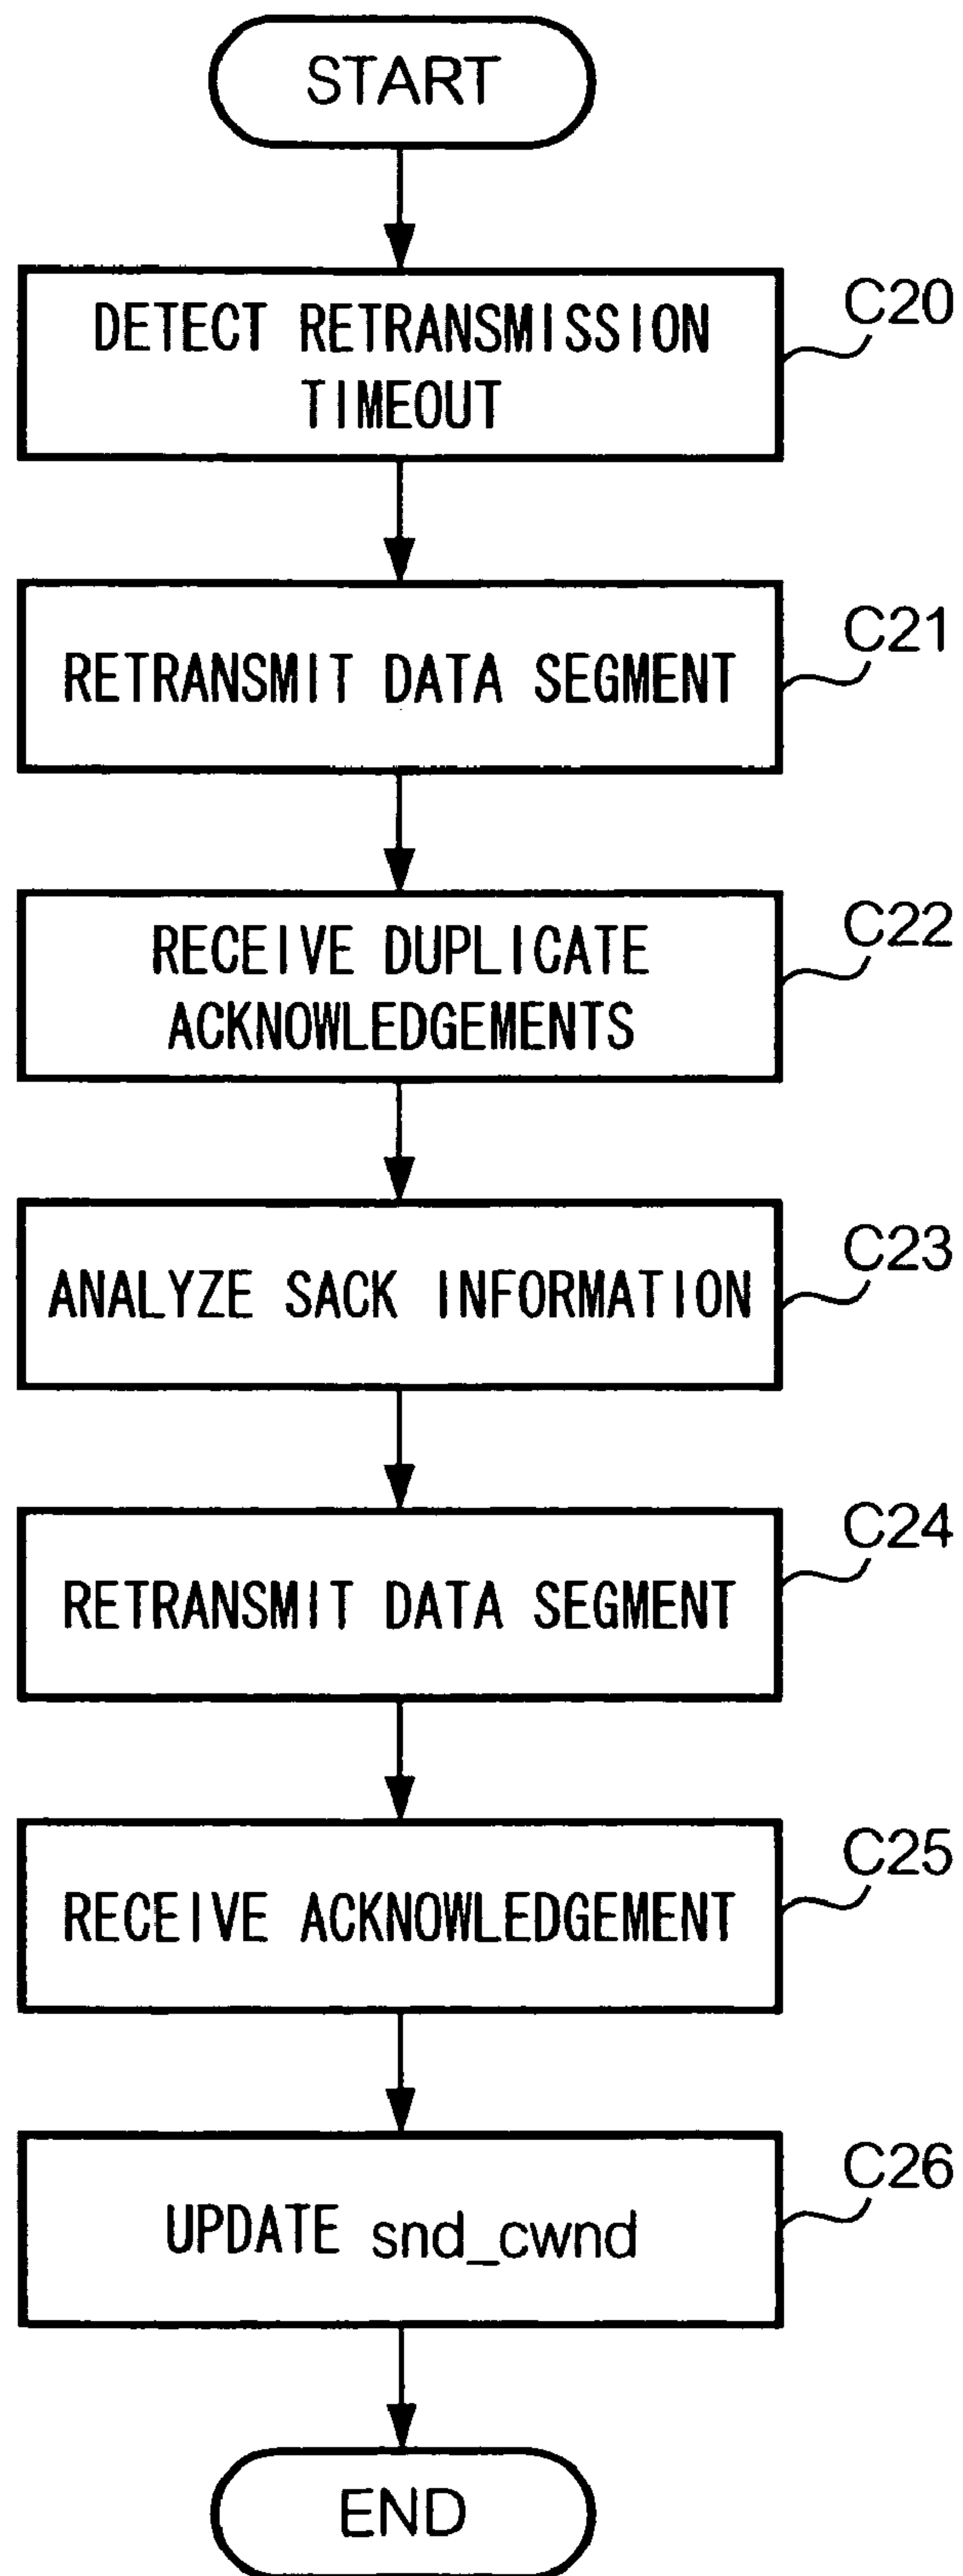 START
DETECT RETRANSMISSION
TIMEOUT
C20
RETRANSMIT DATA SEGMENT
C21
RECEIVE DUPLICATE
ACKNOWLEDGEMENTS
C22
ANALYZE SACK INFORMATION
C23
RETRANSMIT DATA SEGMENT
C24
RECEIVE ACKNOWLEDGEMENT
C25
UPDATE snd_cwnd
C26
END